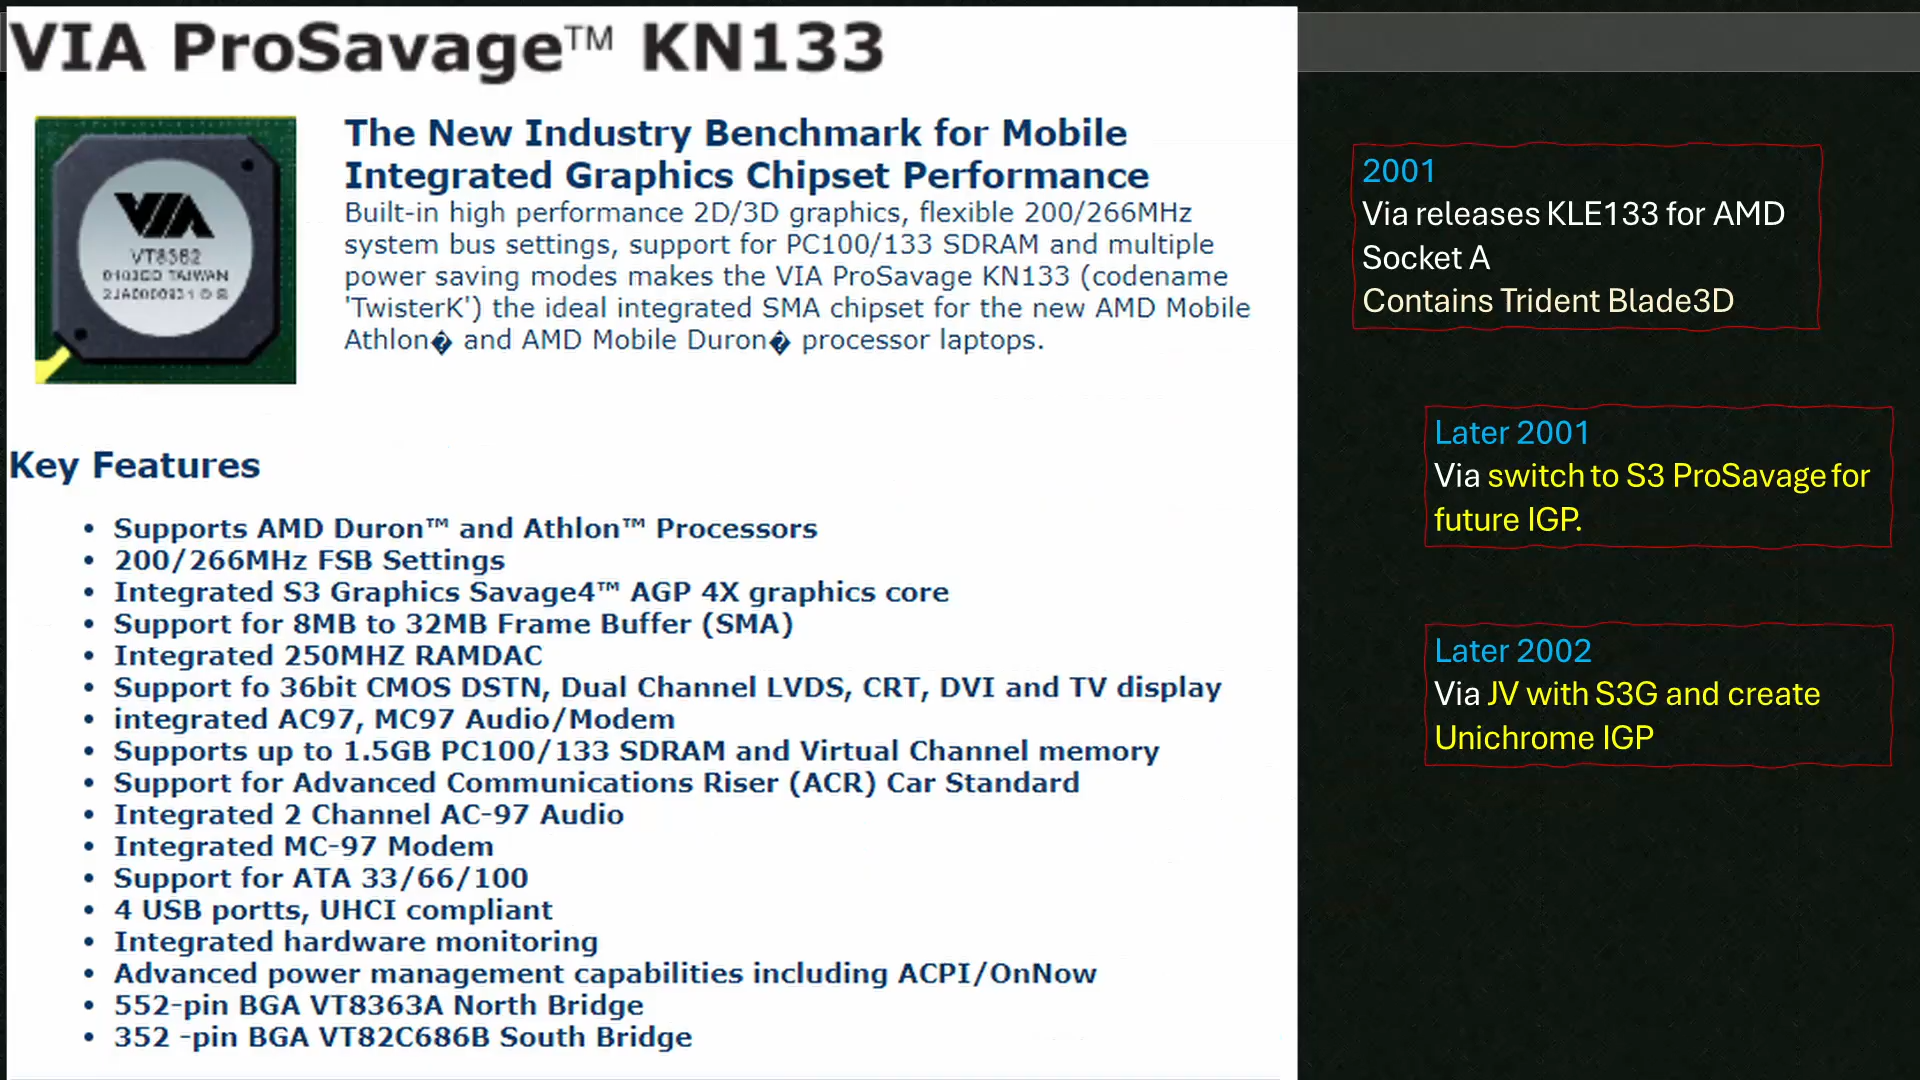 VIA ProSavage™ KN133
The New Industry Benchmark for Mobile
Integrated Graphics Chipset Performance
Built-in high performance 2D/3D graphics, flexible 200/266MHz
system bus settings, support for PC100/133 SDRAM and multiple
power saving modes makes the VIA ProSavage KN133 (codename
'TwisterK') the ideal integrated SMA chipset for the new AMD Mobile
Athlon� and AMD Mobile Duron� processor laptops.
VIA
VT8362
0103CD TAIWAN
Key Features
• Supports AMD Duron™ and Athlon™ Processors
• 200/266MHz FSB Settings
• Integrated S3 Graphics Savage4™ AGP 4X graphics core
• Support for 8MB to 32MB Frame Buffer (SMA)
• Integrated 250MHZ RAMDAC
• Support fo 36bit CMOS DSTN, Dual Channel LVDS, CRT, DVI and TV display
• integrated AC97, MC97 Audio/Modem
• Supports up to 1.5GB PC100/133 SDRAM and Virtual Channel memory
• Support for Advanced Communications Riser (ACR) Car Standard
• Integrated 2 Channel AC-97 Audio
• Integrated MC-97 Modem
• Support for ATA 33/66/100
• 4 USB portts, UHCI compliant
• Integrated hardware monitoring
• Advanced power management capabilities including ACPI/OnNow
• 552-pin BGA VT8363A North Bridge
• 352 -pin BGA VT82C686B South Bridge
2001
Via releases KLE133 for AMD
Socket A
Contains Trident Blade3D
Later 2001
Via switch to S3 ProSavage for
future IGP.
Later 2002
Via JV with S3G and create
Unichrome IGP